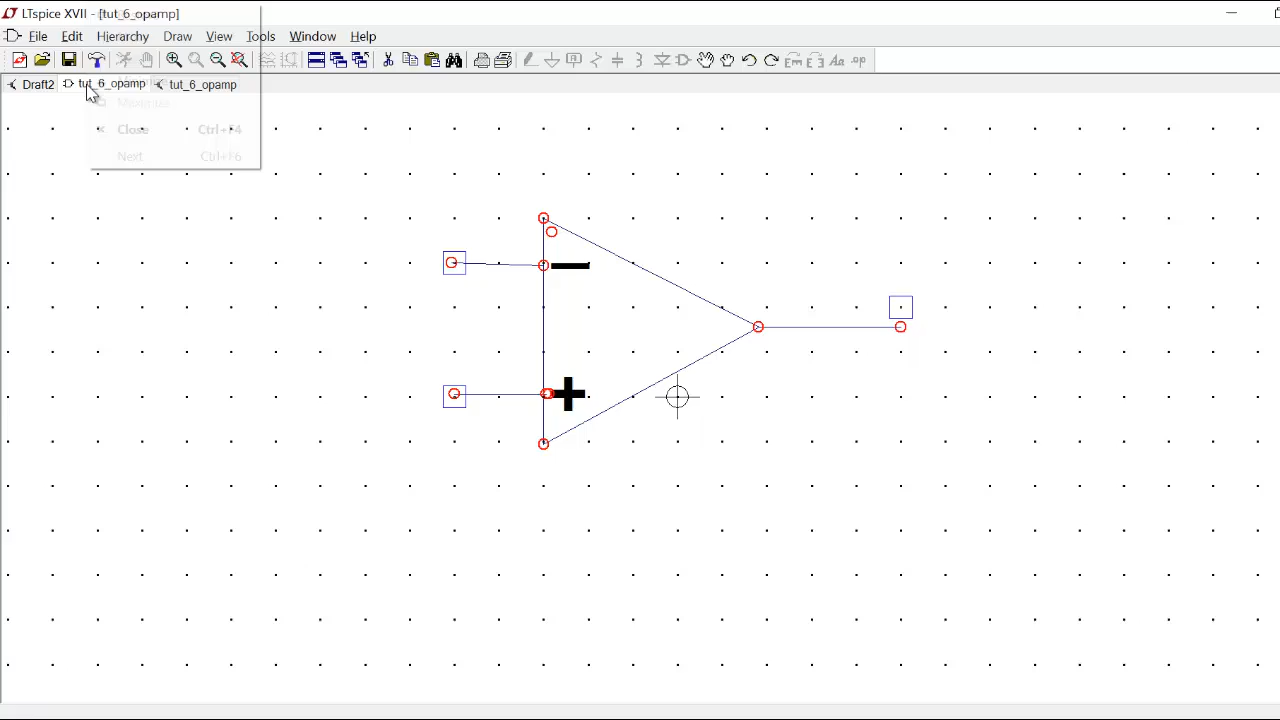 LTspice XVII - [tut_6_opamp]
File Edit Hierarchy Draw View Tools Window Help
Draft2 tut_6_opamp tut_6_opamp
Close Ctrl+F4
Next Ctrl+F6